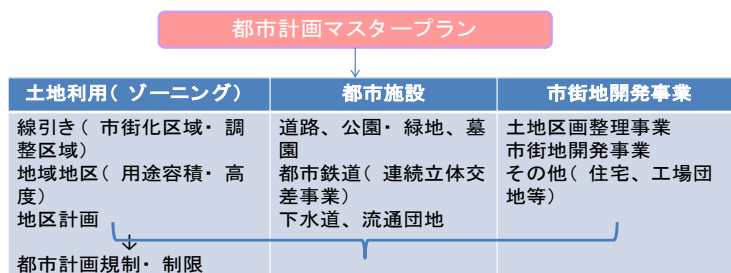 都市計画マスタープラン
土地利用( ゾーニング)
線引き( 市街化区域・ 調
整区域)
地域地区( 用途容積・ 高
度)
地区計画
↓
都市計画規制・ 制限
都市施設
道路、公園・ 緑地、墓
園
都市鉄道( 連続立体交
差事業)
下水道、流通団地
市街地開発事業
土地区画整理事業
市街地開発事業
その他( 住宅、工場団
地等)